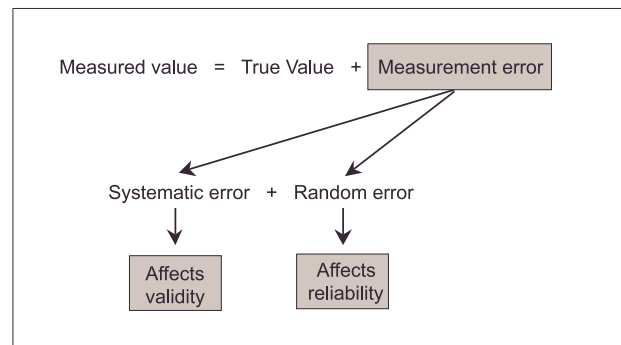 Measured value = True Value + Measurement error
Systematic error + Random error
Affects validity
Affects reliability